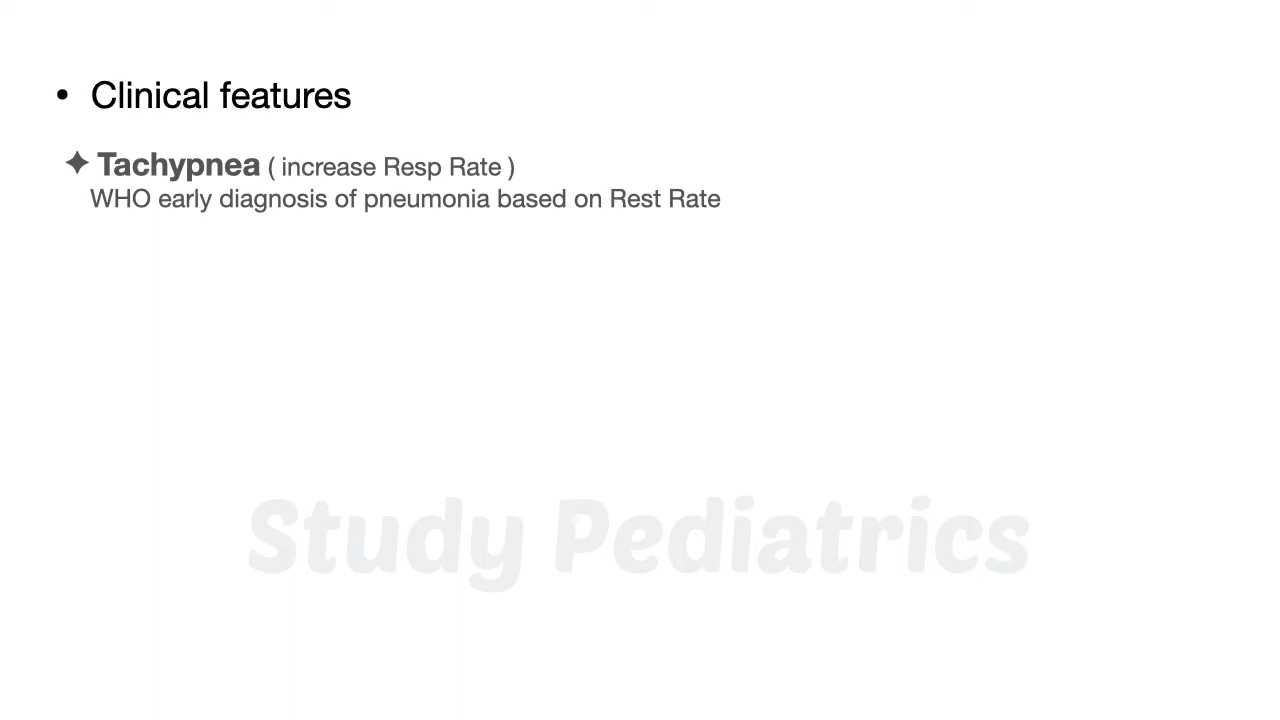 • Clinical features
✦ Tachypnea ( increase Resp Rate )
WHO early diagnosis of pneumonia based on Rest Rate
Study Pediatrics